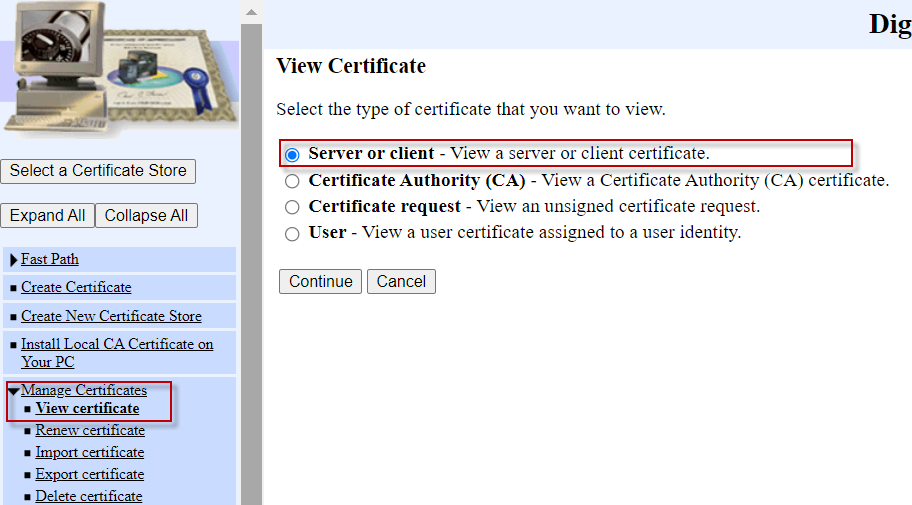 Dig
Select a Certificate Store
Expand All
Collapse All
Fast Path
Create Certificate
Create New Certificate Store
Install Local CA Certificate on
Your PC
Manage Certificates
View certificate
Renew certificate
Import certificate
Export certificate
Delete certificate
View Certificate
Select the type of certificate that you want to view.
Server or client - View a server or client certificate.
Certificate Authority (CA) - View a Certificate Authority (CA) certificate.
Certificate request - View an unsigned certificate request.
User - View a user certificate assigned to a user identity.
Continue
Cancel